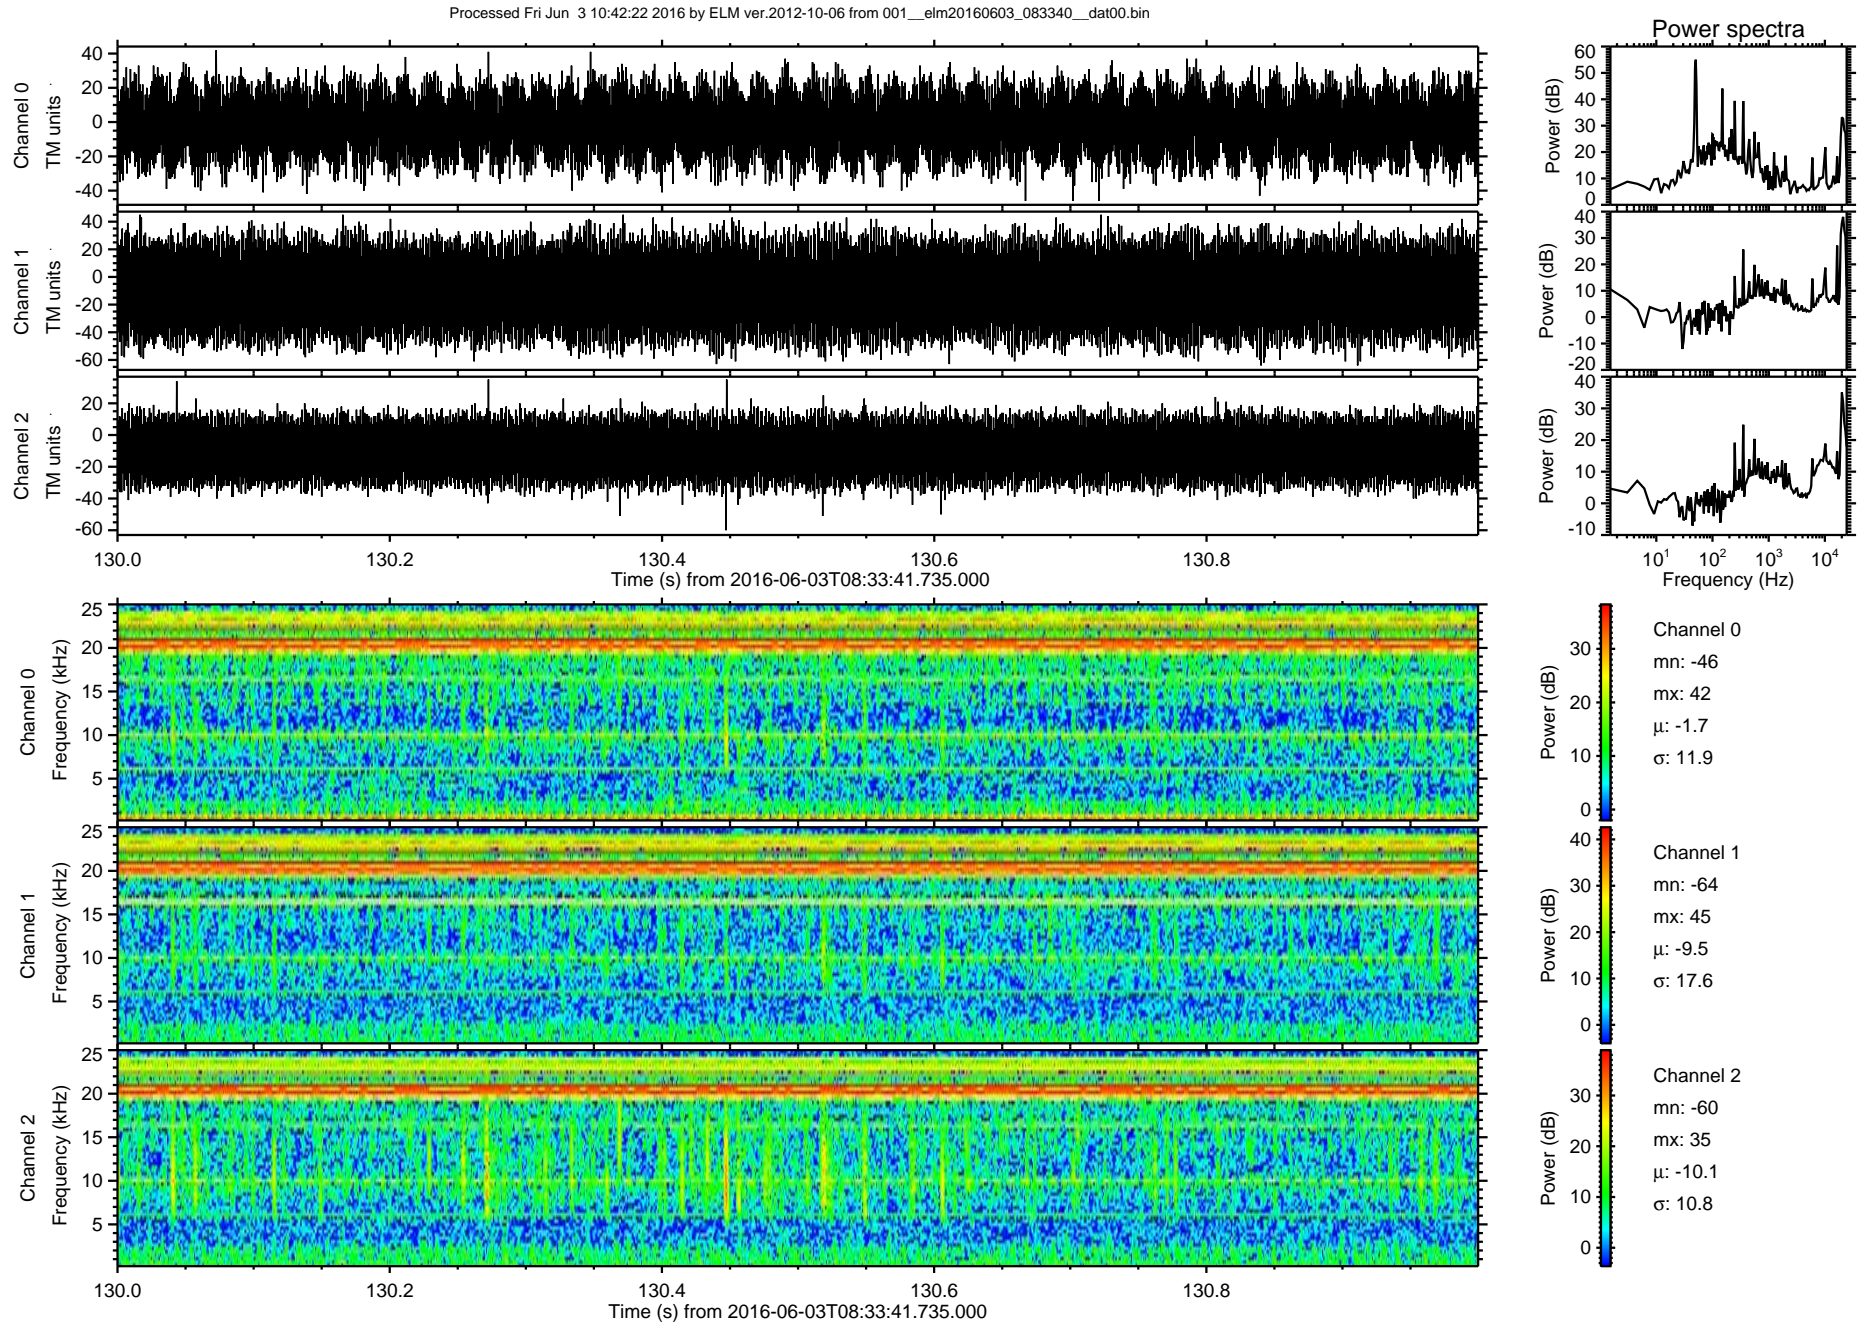 Processed Fri Jun  3 10:42:22 2016 by ELM ver.2012-10-06 from 001__elm20160603_083340__dat00.bin
Power spectra
Channel 0
TM units
40
20
0
-20
-40
Power (dB)
60
50
40
30
20
10
0
Channel 1
TM units
40
20
0
-20
-40
-60
Power (dB)
40
30
20
10
0
-10
-20
Channel 2
TM units
20
0
-20
-40
-60
Power (dB)
40
30
20
10
0
-10
130.0 130.2 130.4 130.6 130.8
Time (s) from 2016-06-03T08:33:41.735.000
10^1 10^2 10^3 10^4
Frequency (Hz)
Channel 0
Frequency (kHz)
25
20
15
10
5
Power (dB)
30
20
10
0
Channel 0
mn: -46
mx: 42
μ: -1.7
σ: 11.9
Channel 1
Frequency (kHz)
25
20
15
10
5
Power (dB)
40
30
20
10
0
Channel 1
mn: -64
mx: 45
μ: -9.5
σ: 17.6
Channel 2
Frequency (kHz)
25
20
15
10
5
Power (dB)
30
20
10
0
Channel 2
mn: -60
mx: 35
μ: -10.1
σ: 10.8
130.0 130.2 130.4 130.6 130.8
Time (s) from 2016-06-03T08:33:41.735.000